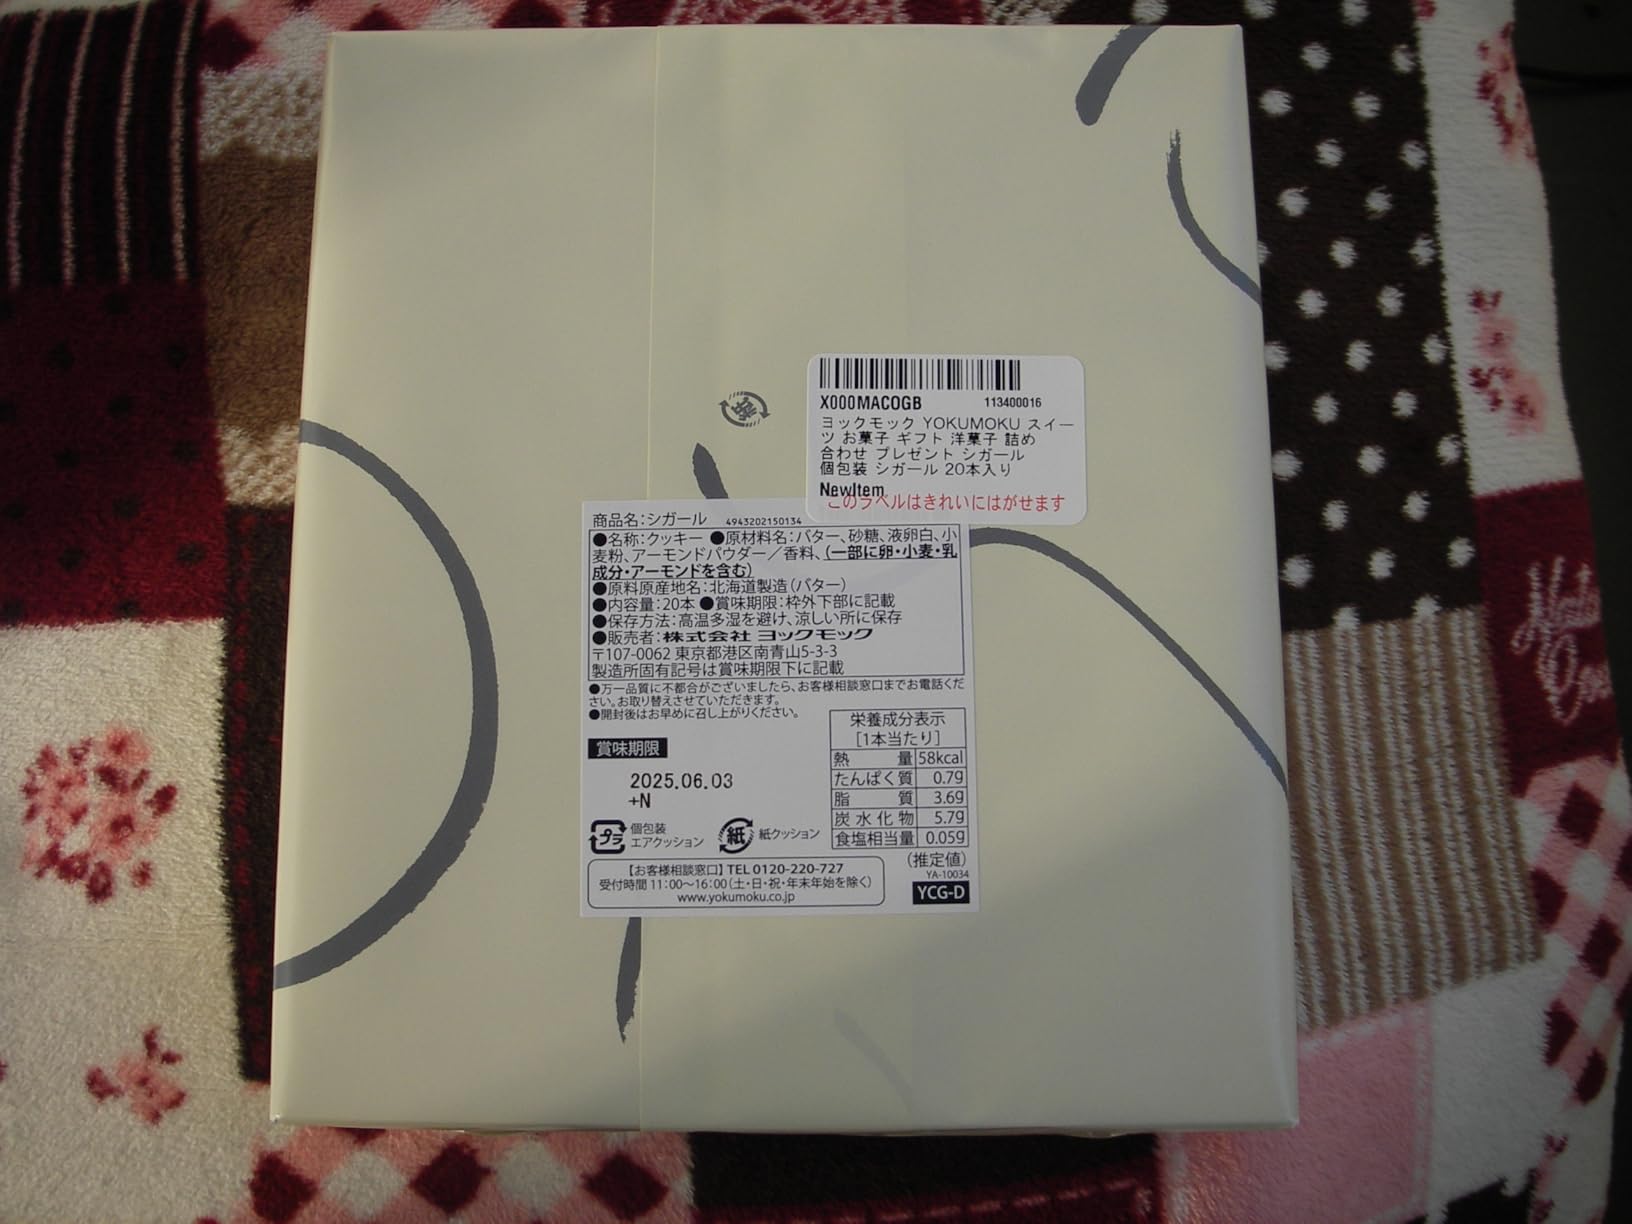 紙
X000MACOGB 113400016
ヨックモック YOKUMOKU スイー
ツ お菓子 ギフト 洋菓子 詰め
合わせ プレゼント シガール
個包装 シガール 20本入り
NewItem
このラベルはきれいにはがせます
商品名:シガール 4943202150134
●名称:クッキー ●原材料名:バター、砂糖、液卵白、小
麦粉、アーモンドパウダー/香料、(一部に卵・小麦・乳
成分・アーモンドを含む)
●原料原産地名:北海道製造(バター)
●内容量:20本 ●賞味期限:枠外下部に記載
●保存方法:高温多湿を避け、涼しい所に保存
●販売者:株式会社 ヨックモック
〒107-0062 東京都港区南青山5-3-3
製造所固有記号は賞味期限下に記載
●万一品質に不都合がございましたら、お客様相談窓口までお電話くだ
さい。お取り替えさせていただきます。
●開封後はお早めに召し上がりください。
賞味期限
2025.06.03
+N
プラ 個包装
エアクッション
紙 紙クッション
栄養成分表示
[1本当たり]
熱量 58kcal
たんぱく質 0.7g
脂質 3.6g
炭水化物 5.7g
食塩相当量 0.05g
(推定値)
YA-10034
YCG-D
【お客様相談窓口】TEL 0120-220-727
受付時間 11:00~16:00(土・日・祝・年末年始を除く)
www.yokumoku.co.jp